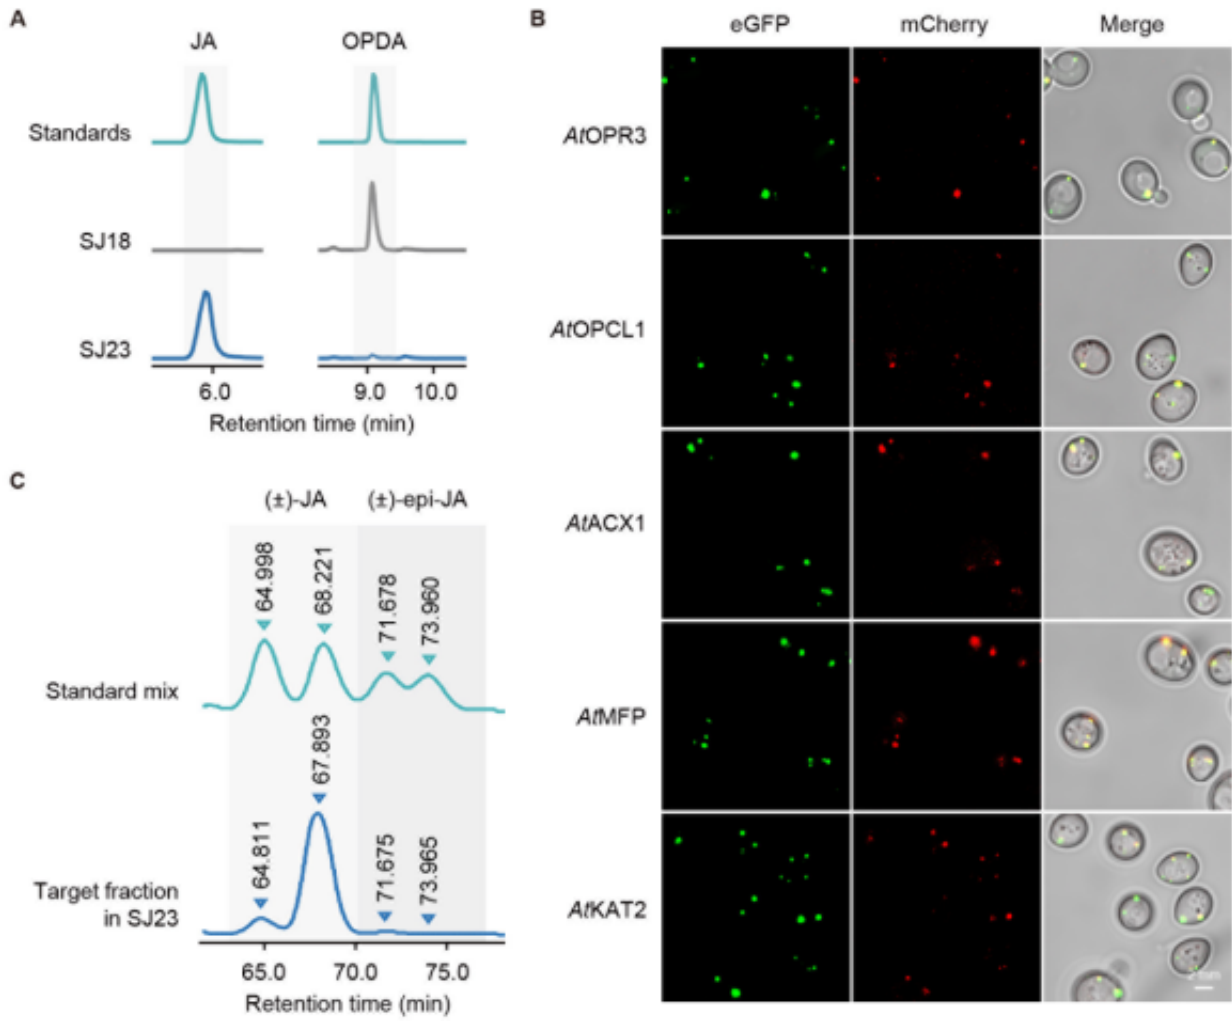 A
JA OPDA
Standards
SJ18
SJ23
6.0 9.0 10.0
Retention time (min)
B
eGFP mCherry Merge
AtOPR3
AtOPCL1
AtACX1
AtMFP
AtKAT2
C
(±)-JA (±)-epi-JA
64.998 68.221 71.678 73.960
Standard mix
64.811 67.893 71.675 73.965
Target fraction
in SJ23
65.0 70.0 75.0
Retention time (min)